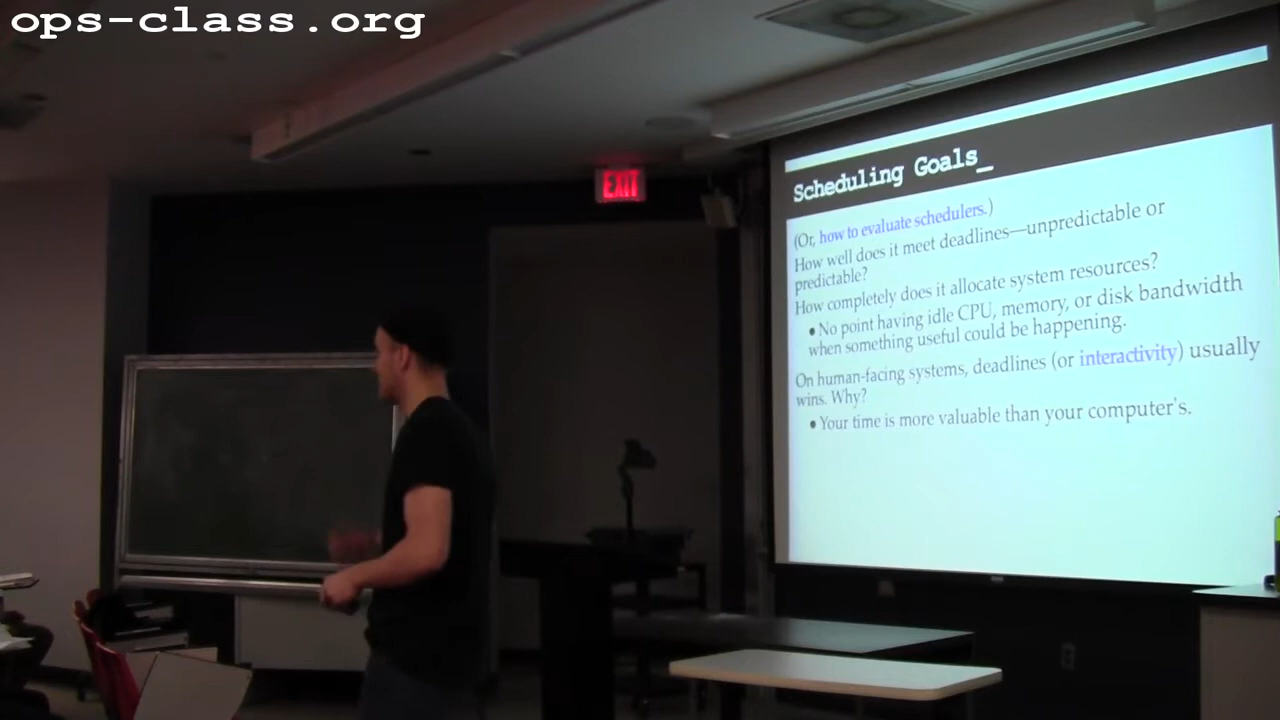 ops-class.org
EXIT
Scheduling Goals_
(Or, how to evaluate schedulers.)
How well does it meet deadlines—unpredictable or
predictable?
How completely does it allocate system resources?
• No point having idle CPU, memory, or disk bandwidth
when something useful could be happening.
On human-facing systems, deadlines (or interactivity) usually
wins. Why?
• Your time is more valuable than your computer's.